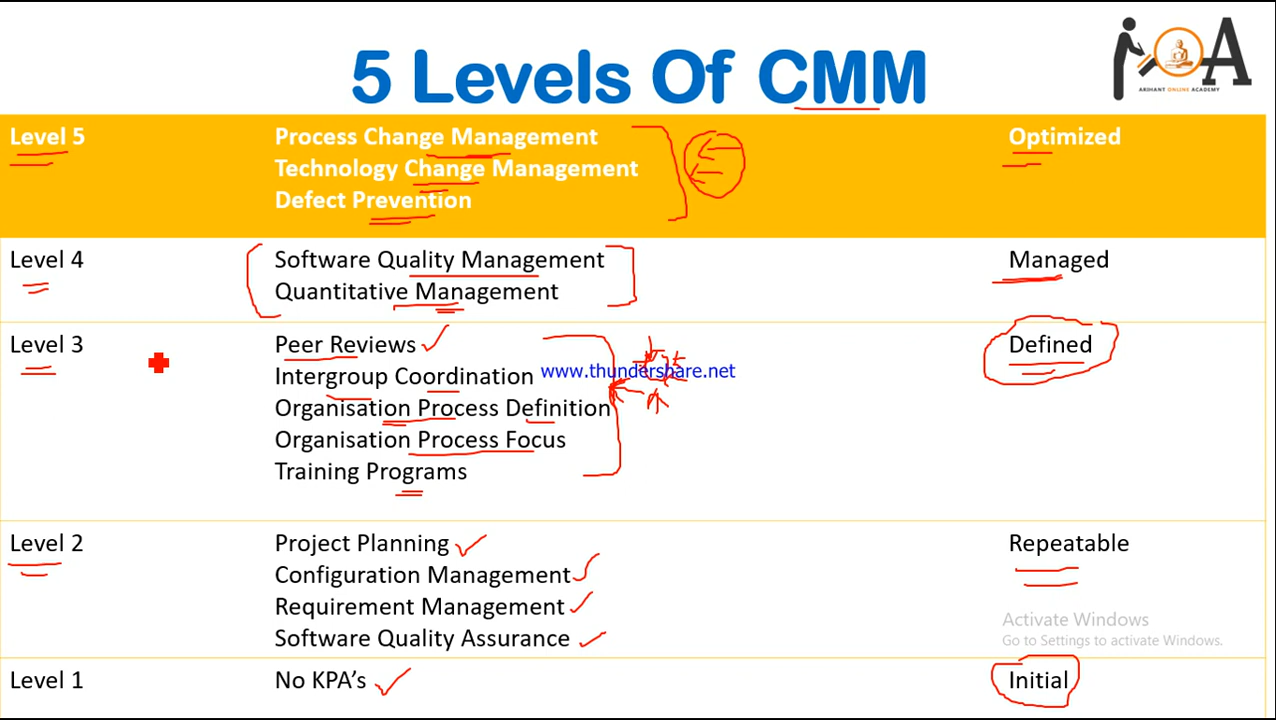 5 Levels Of CMM
A
ARIHANT ONLINE ACADEMY
Level 5
Process Change Management
Technology Change Management
Defect Prevention
Optimized
Level 4
Software Quality Management
Quantitative Management
Managed
Level 3
Peer Reviews
Intergroup Coordination
Organisation Process Definition
Organisation Process Focus
Training Programs
www.thundershare.net
Defined
Level 2
Project Planning
Configuration Management
Requirement Management
Software Quality Assurance
Repeatable
Activate Windows
Go to Settings to activate Windows.
Level 1
No KPA's
Initial